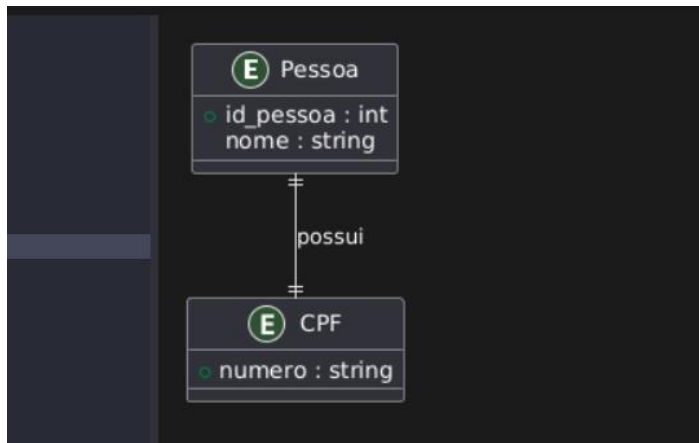 E Pessoa
id_pessoa : int
nome : string
possui
E CPF
numero : string